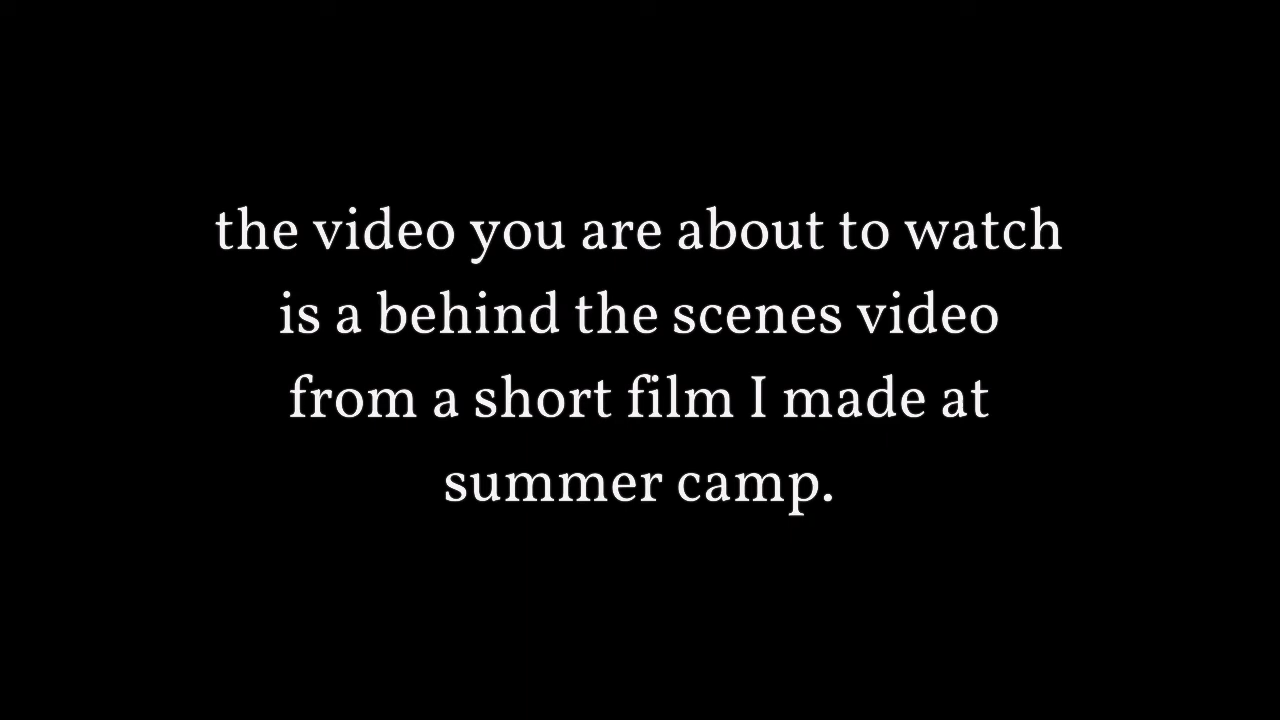 the video you are about to watch
is a behind the scenes video
from a short film I made at
summer camp.